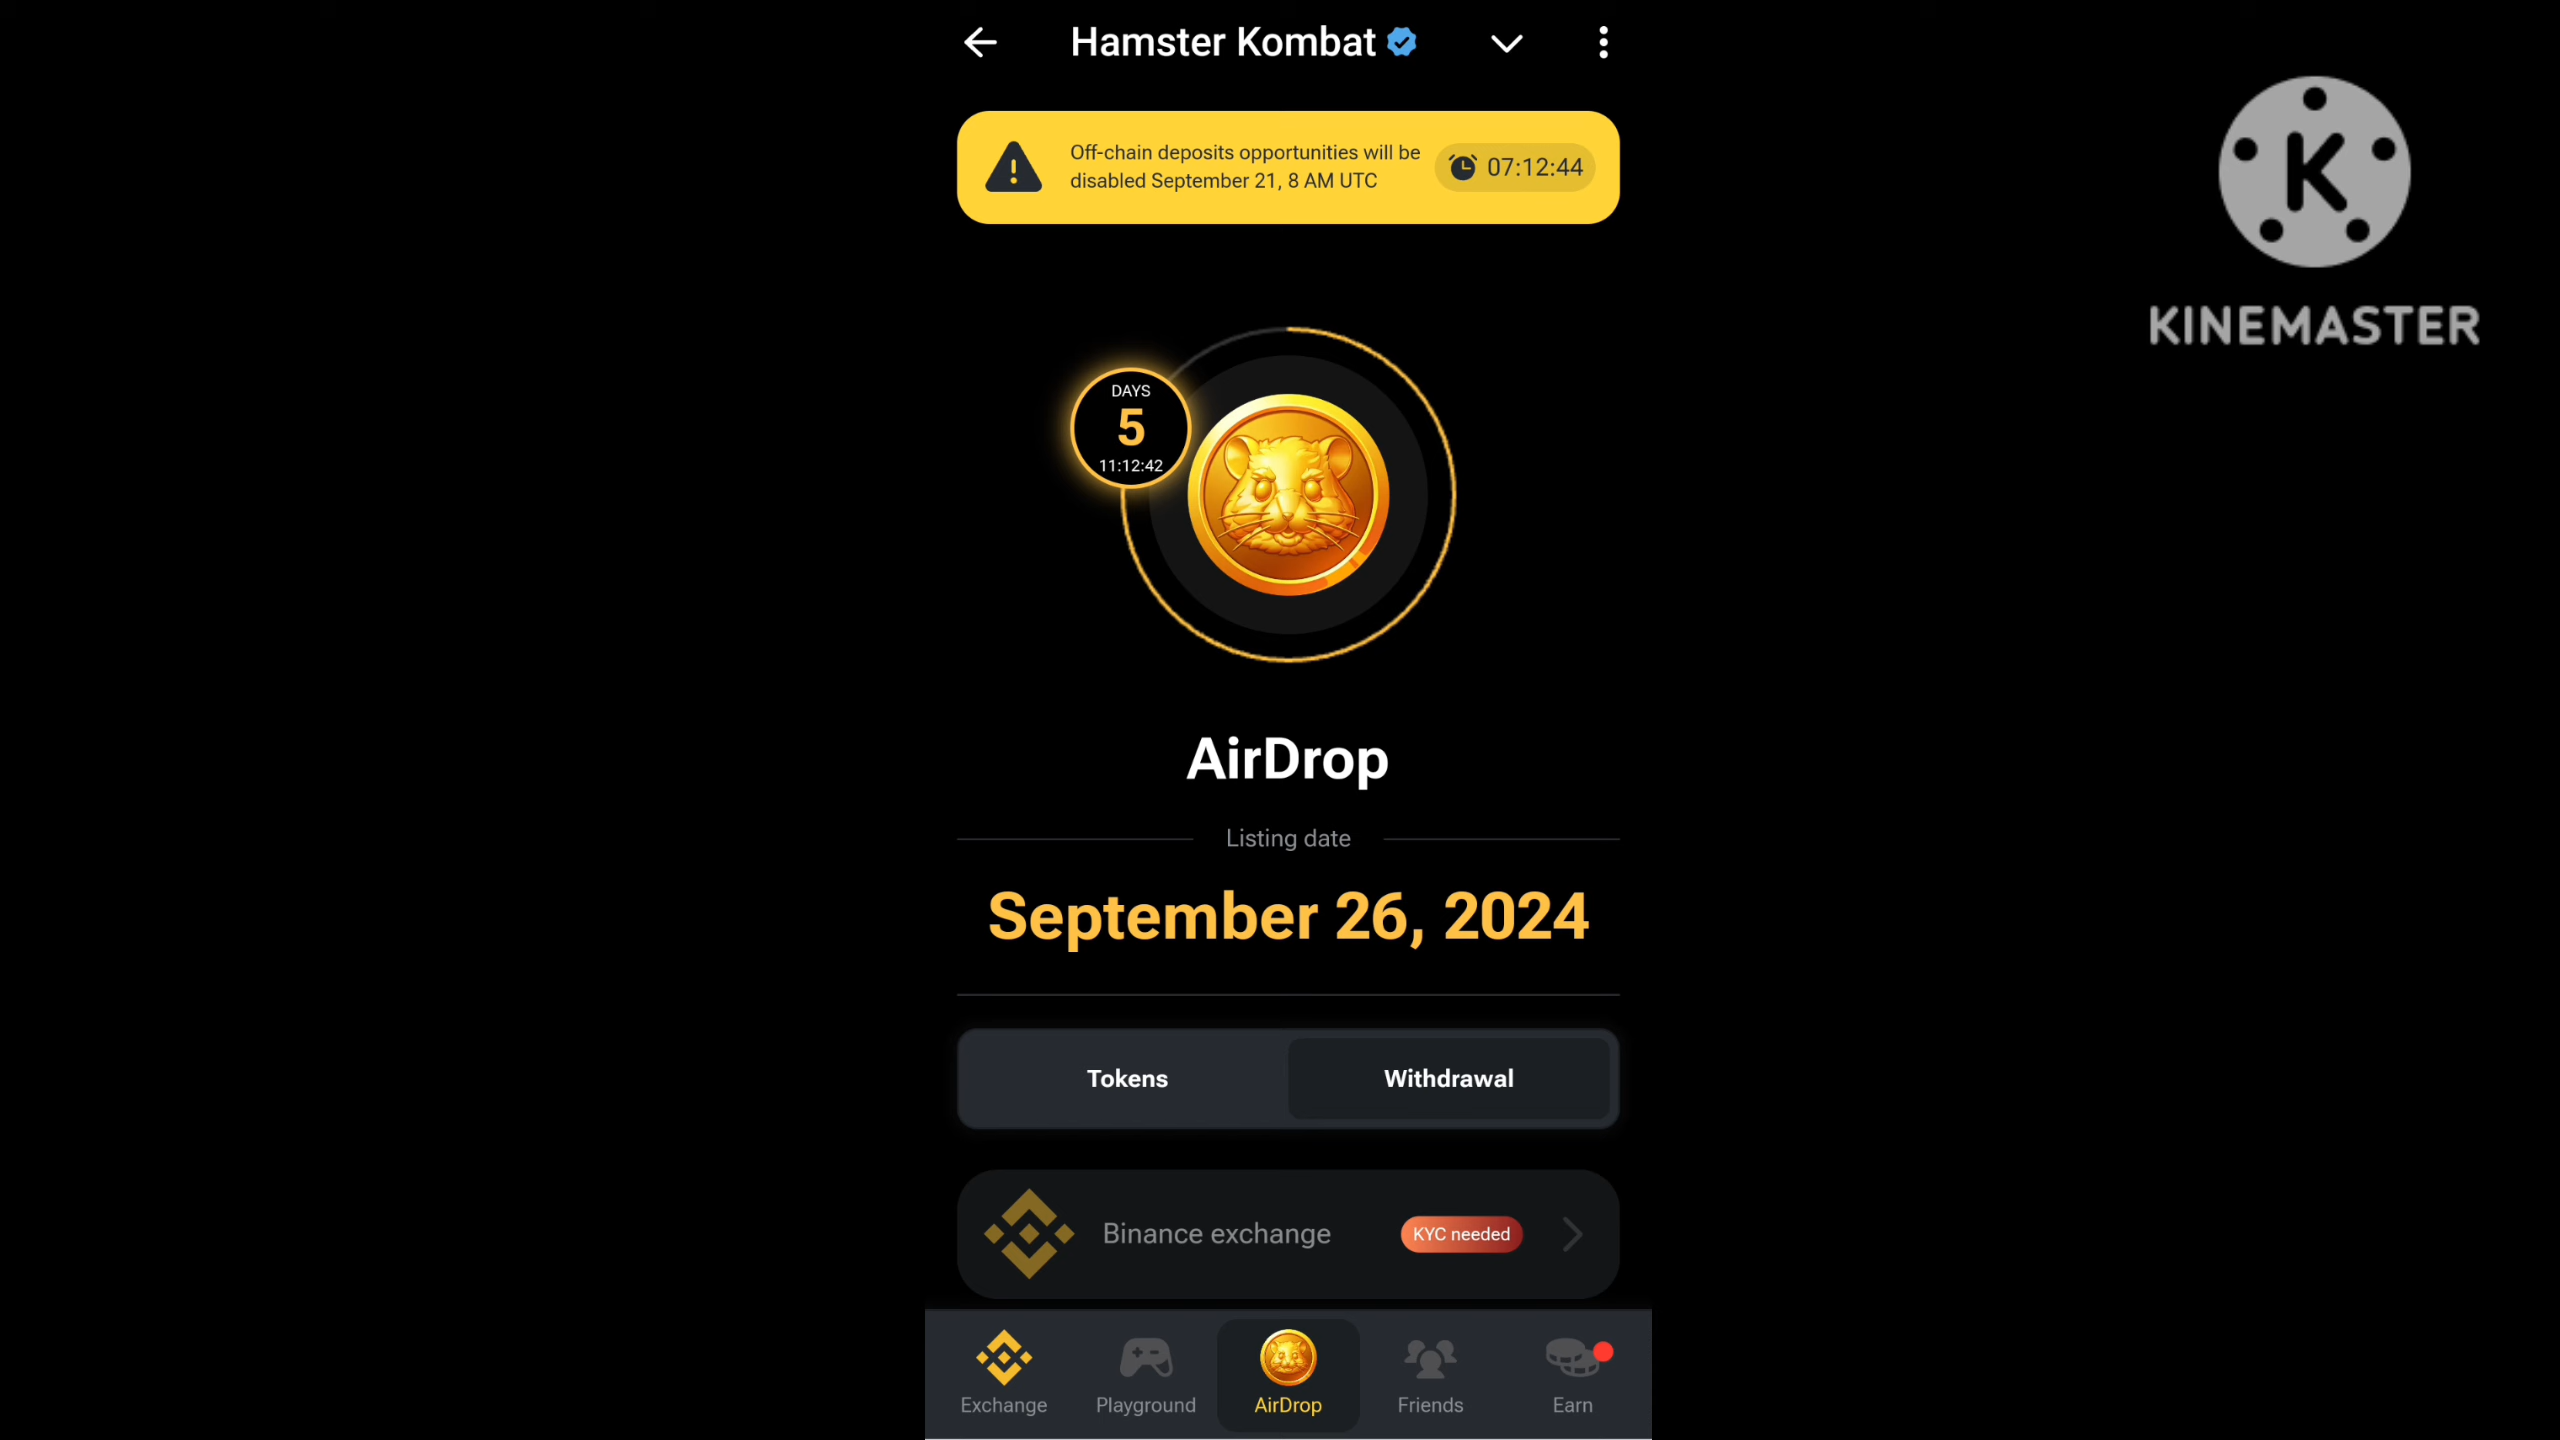 Hamster Kombat
Off-chain deposits opportunities will be
disabled September 21, 8 AM UTC
07:12:44
K
KINEMASTER
DAYS
5
11:12:42
AirDrop
Listing date
September 26, 2024
Tokens
Withdrawal
Binance exchange
KYC needed
Exchange
Playground
AirDrop
Friends
Earn